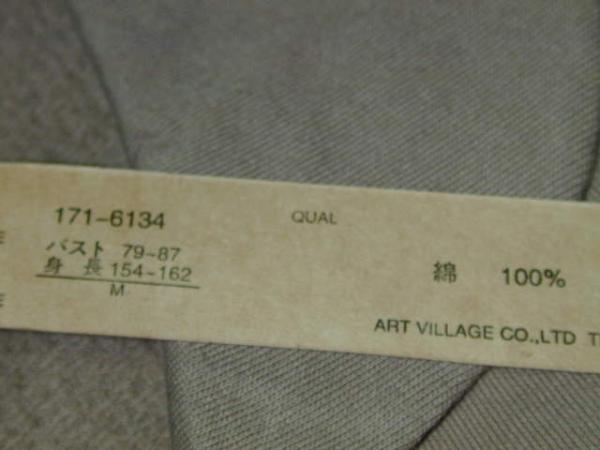 171-6134
QUAL
E
バスト 79~87
身長 154~162
M
綿 100%
E
ART VILLAGE CO.,LTD T